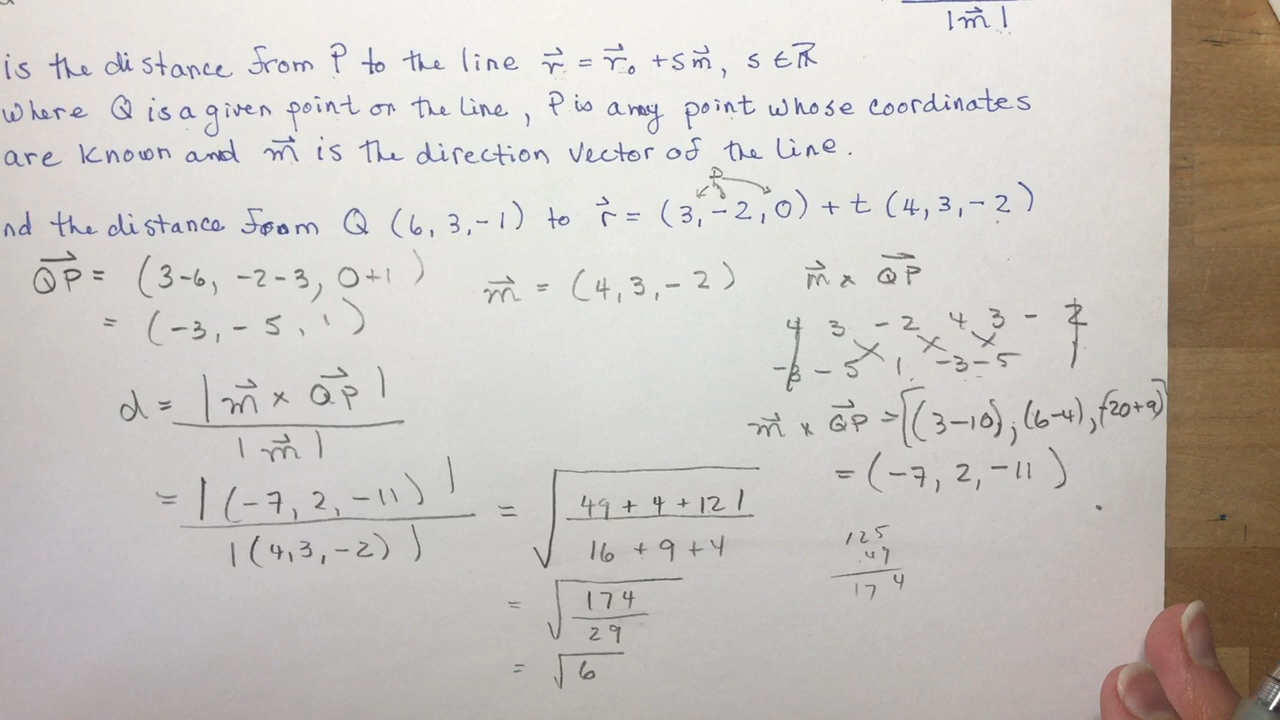 |m⃗|
is the distance from P to the line r⃗ = r⃗₀ + sm⃗, s ∈ R
where Q is a given point on the line, P is any point whose coordinates
are known and m⃗ is the direction vector of the line.
P
nd the distance from Q (6, 3, -1) to r⃗ = (3, -2, 0) + t (4, 3, -2)
QP⃗ = (3-6, -2-3, 0+1) m⃗ = (4, 3, -2) m⃗ x QP⃗
= (-3, -5, 1)
4 3 -2 4 3 -2
-3 -5 1 -3 -5
d = |m⃗ x QP⃗| / |m⃗|
m⃗ x QP⃗ = [(3-10), (6-4), (-20+9)]
= (-7, 2, -11)
= |(-7, 2, -11)| / |(4, 3, -2)| = √((49 + 4 + 121) / (16 + 9 + 4))
125
49
174
= √(174 / 29)
= √6